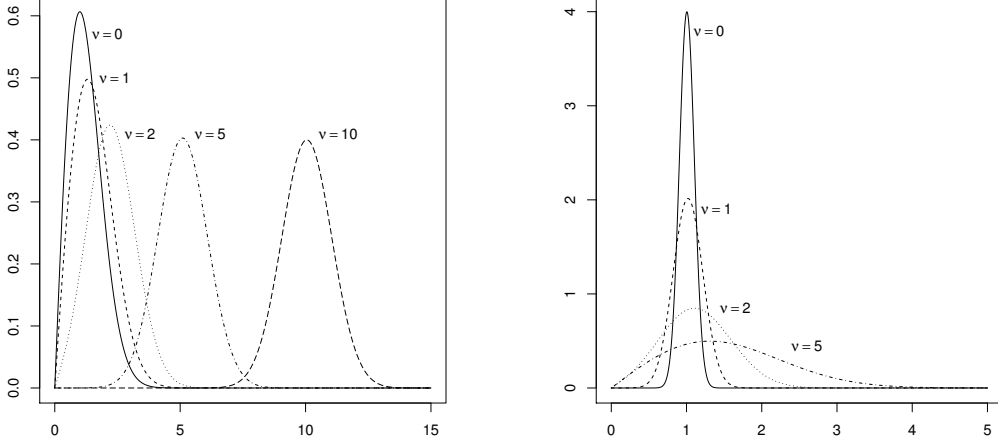 0.6
0.5
0.4
0.3
0.2
0.1
0.0
ν = 0
ν = 1
ν = 2
ν = 5
ν = 10
0 5 10 15
4
3
2
1
0
ν = 0
ν = 1
ν = 2
ν = 5
0 1 2 3 4 5